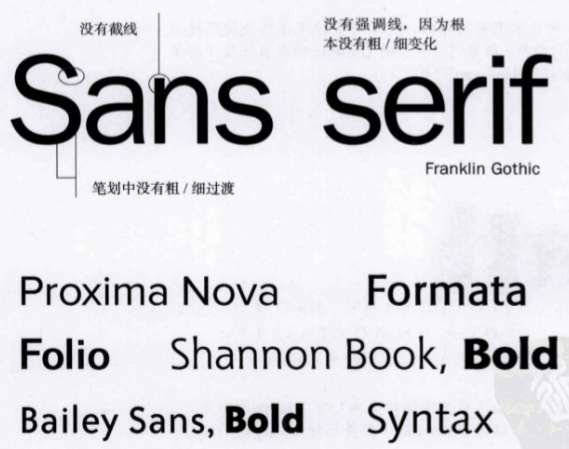 没有截线
没有强调线，因为根
本没有粗 / 细变化
Sans serif
Franklin Gothic
笔划中没有粗 / 细过渡
Proxima Nova Formata
Folio Shannon Book, Bold
Bailey Sans, Bold Syntax